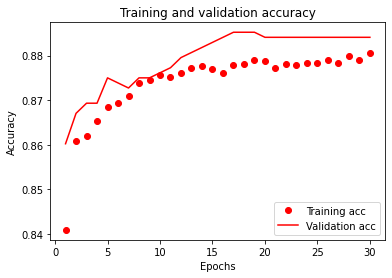 Training and validation accuracy
0.88
0.87
0.86
0.85
0.84
Accuracy
0 5 10 15 20 25 30
Epochs
Training acc
Validation acc